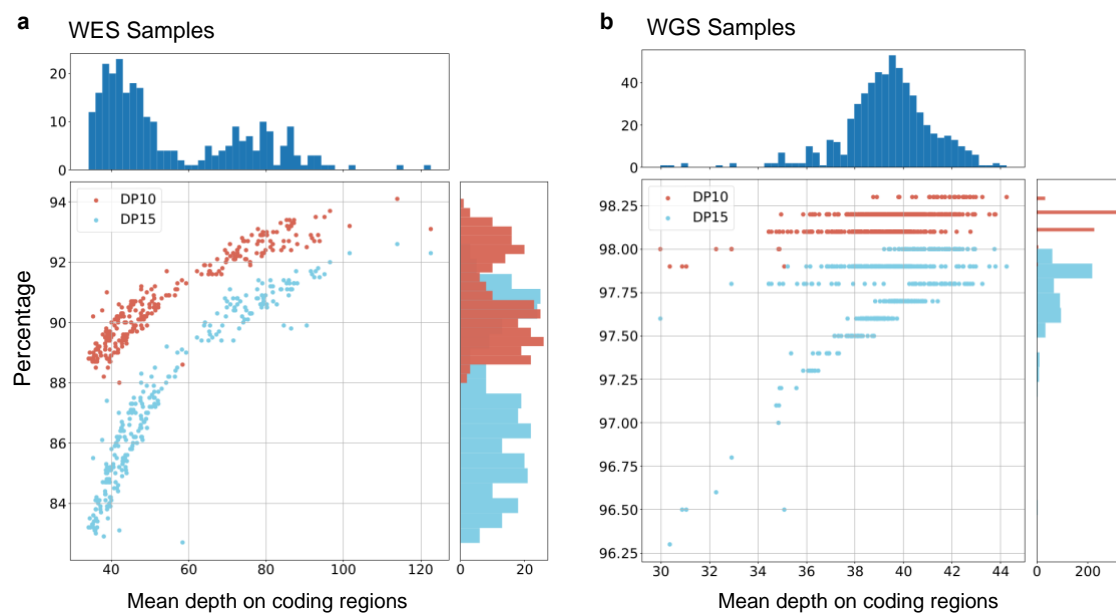 a WES Samples
20
10
0
94
92
90
88
86
84
DP10
DP15
Percentage
40 60 80 100 120
0 20
Mean depth on coding regions
b WGS Samples
40
20
0
98.25
98.00
97.75
97.50
97.25
97.00
96.75
96.50
96.25
DP10
DP15
30 32 34 36 38 40 42 44
0 200
Mean depth on coding regions